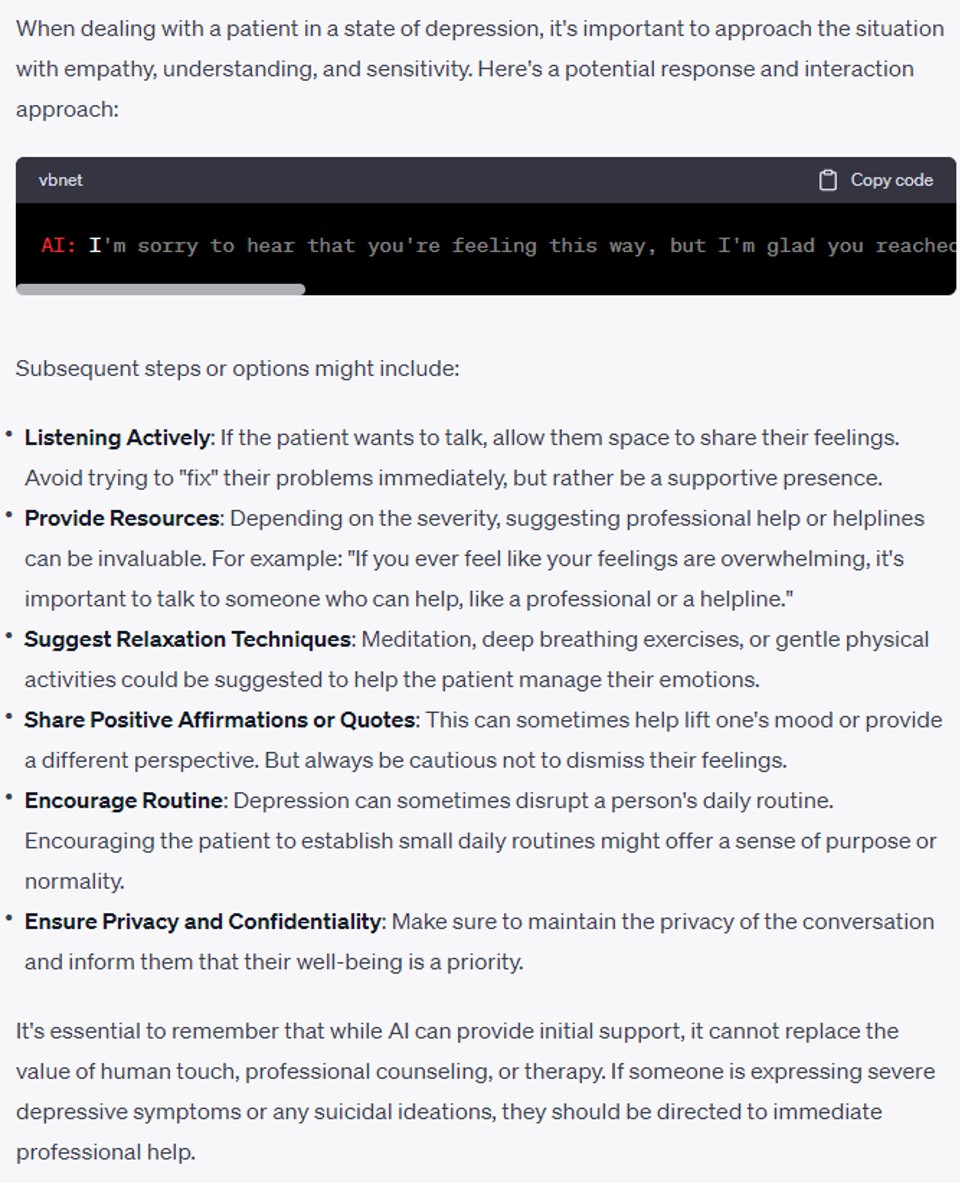 When dealing with a patient in a state of depression, it's important to approach the situation
with empathy, understanding, and sensitivity. Here's a potential response and interaction
approach:
vbnet Copy code
AI: I'm sorry to hear that you're feeling this way, but I'm glad you reached
Subsequent steps or options might include:
• Listening Actively: If the patient wants to talk, allow them space to share their feelings.
Avoid trying to "fix" their problems immediately, but rather be a supportive presence.
• Provide Resources: Depending on the severity, suggesting professional help or helplines
can be invaluable. For example: "If you ever feel like your feelings are overwhelming, it's
important to talk to someone who can help, like a professional or a helpline."
• Suggest Relaxation Techniques: Meditation, deep breathing exercises, or gentle physical
activities could be suggested to help the patient manage their emotions.
• Share Positive Affirmations or Quotes: This can sometimes help lift one's mood or provide
a different perspective. But always be cautious not to dismiss their feelings.
• Encourage Routine: Depression can sometimes disrupt a person's daily routine.
Encouraging the patient to establish small daily routines might offer a sense of purpose or
normality.
• Ensure Privacy and Confidentiality: Make sure to maintain the privacy of the conversation
and inform them that their well-being is a priority.
It's essential to remember that while AI can provide initial support, it cannot replace the
value of human touch, professional counseling, or therapy. If someone is expressing severe
depressive symptoms or any suicidal ideations, they should be directed to immediate
professional help.